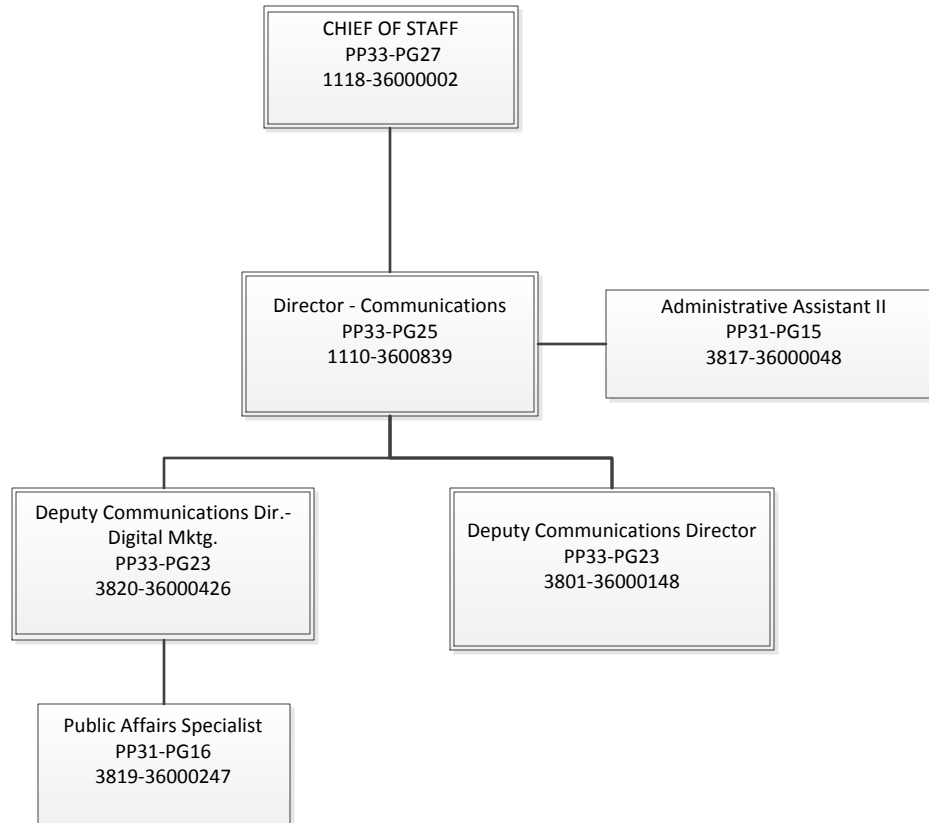 CHIEF OF STAFF
PP33-PG27
1118-36000002
Director - Communications
PP33-PG25
1110-3600839
Administrative Assistant II
PP31-PG15
3817-36000048
Deputy Communications Dir.-
Digital Mktg.
PP33-PG23
3820-36000426
Deputy Communications Director
PP33-PG23
3801-36000148
Public Affairs Specialist
PP31-PG16
3819-36000247